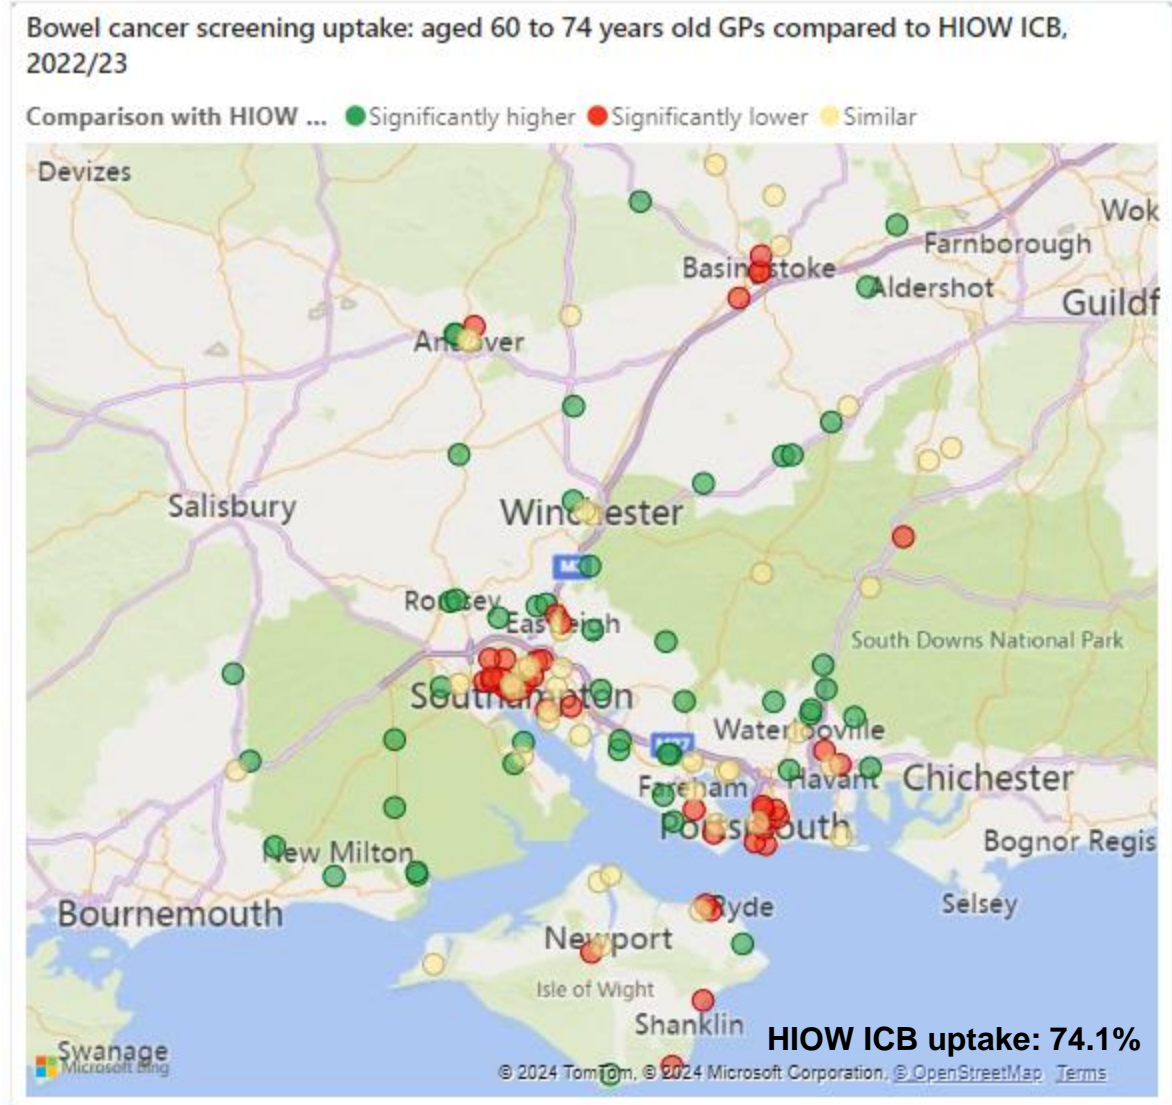 Bowel cancer screening uptake: aged 60 to 74 years old GPs compared to HIOW ICB,
2022/23
Comparison with HIOW ... Significantly higher Significantly lower Similar
Devizes
Wok
Farnborough
Basingstoke
Aldershot
Guildf
Andover
Salisbury
Winchester
M3
Romsey
Eastleigh
South Downs National Park
Southampton
Waterlooville
M27
Fareham
Havant
Chichester
Portsmouth
Bognor Regis
New Milton
Bournemouth
Ryde
Selsey
Newport
Isle of Wight
Shanklin
HIOW ICB uptake: 74.1%
Swanage
Microsoft Bing
© 2024 TomTom, © 2024 Microsoft Corporation, © OpenStreetMap Terms